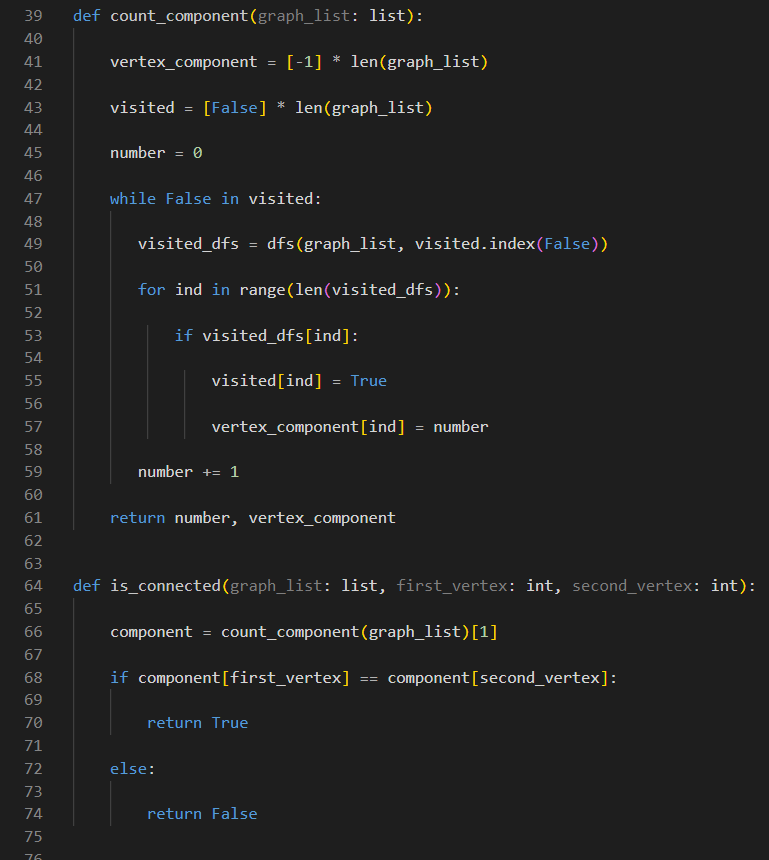 39 def count_component(graph_list: list):
40
41 vertex_component = [-1] * len(graph_list)
42
43 visited = [False] * len(graph_list)
44
45 number = 0
46
47 while False in visited:
48
49 visited_dfs = dfs(graph_list, visited.index(False))
50
51 for ind in range(len(visited_dfs)):
52
53 if visited_dfs[ind]:
54
55 visited[ind] = True
56
57 vertex_component[ind] = number
58
59 number += 1
60
61 return number, vertex_component
62
63
64 def is_connected(graph_list: list, first_vertex: int, second_vertex: int):
65
66 component = count_component(graph_list)[1]
67
68 if component[first_vertex] == component[second_vertex]:
69
70 return True
71
72 else:
73
74 return False
75
76